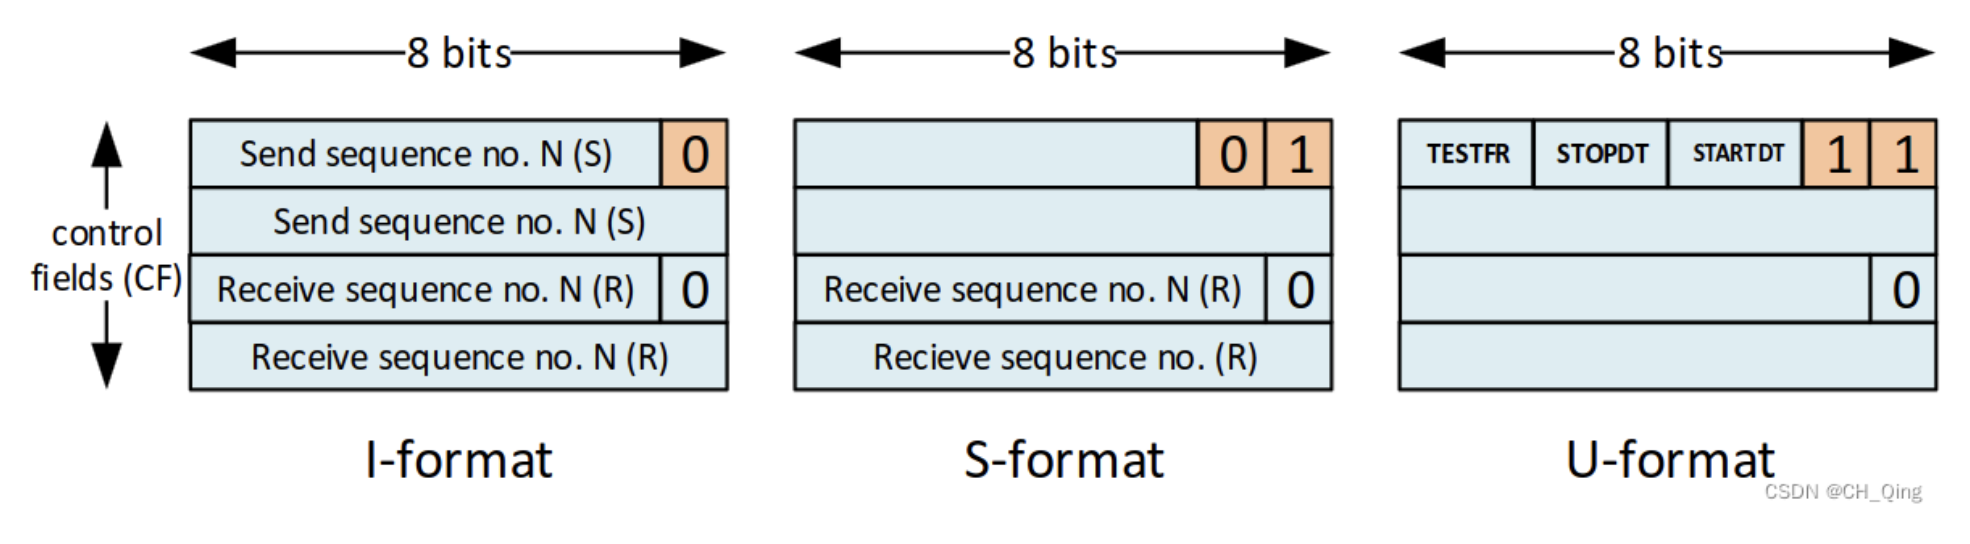 8 bits 8 bits 8 bits
Send sequence no. N (S) 0 0 1 TESTFR STOPDT STARTDT 1 1
Send sequence no. N (S)
control
fields (CF)
Receive sequence no. N (R) 0 Receive sequence no. N (R) 0 0
Receive sequence no. N (R) Recieve sequence no. (R)
I-format S-format U-format
CSDN @CH_Qing